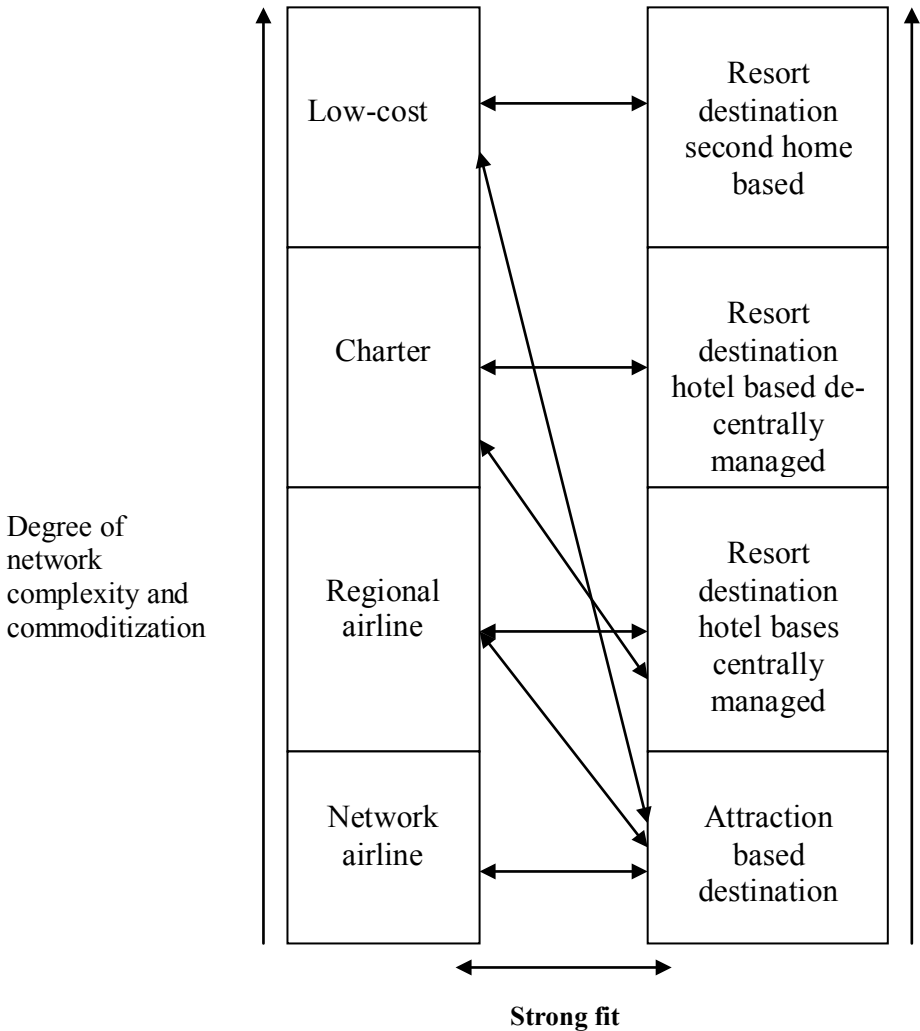 Low-cost
Resort
destination
second home
based
Charter
Resort
destination
hotel based de-
centrally
managed
Degree of
network
complexity and
commoditization
Regional
airline
Resort
destination
hotel bases
centrally
managed
Network
airline
Attraction
based
destination
Strong fit